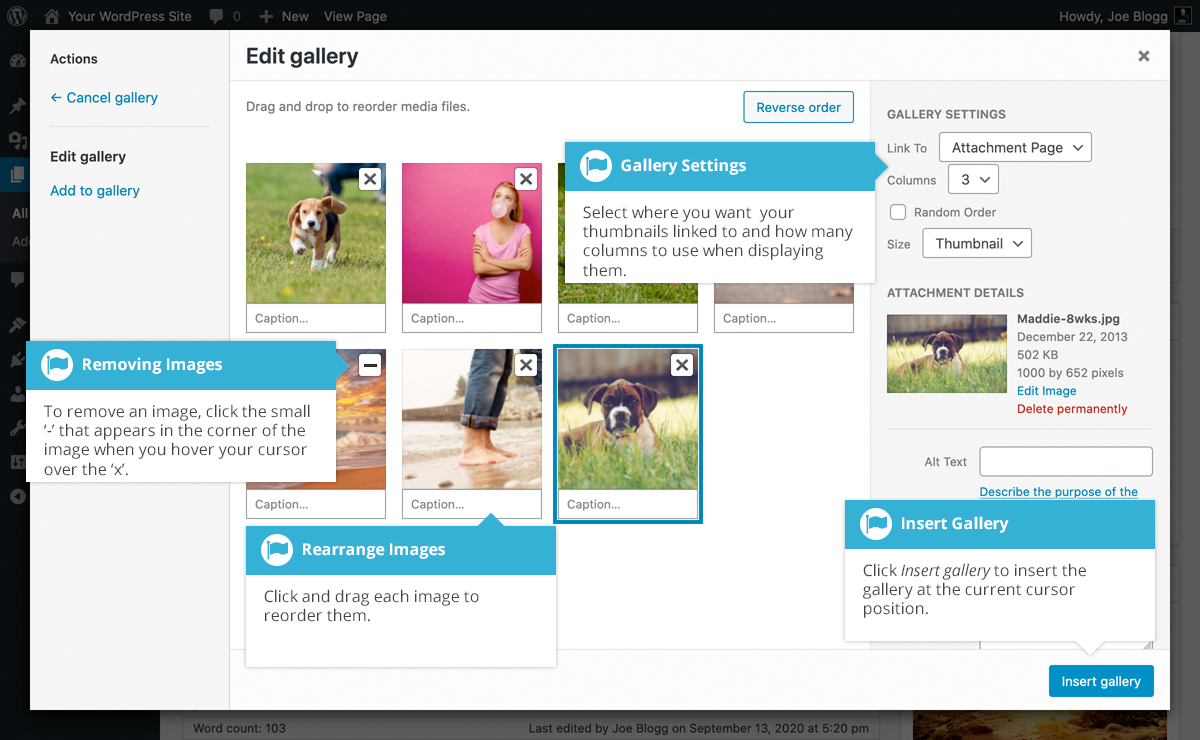 Your WordPress Site
0
New
View Page
Howdy, Joe Blogg
Actions
← Cancel gallery
Edit gallery
Add to gallery
All
Edit gallery
Drag and drop to reorder media files.
Reverse order
Caption...
Caption...
Caption...
Caption...
Caption...
Caption...
Caption...
Gallery Settings
Select where you want  your
thumbnails linked to and how many
columns to use when displaying
them.
Removing Images
To remove an image, click the small
‘-’ that appears in the corner of the
image when you hover your cursor
over the ‘x’.
Rearrange Images
Click and drag each image to
reorder them.
GALLERY SETTINGS
Link To Attachment Page
Columns 3
Random Order
Size Thumbnail
ATTACHMENT DETAILS
Maddie-8wks.jpg
December 22, 2013
502 KB
1000 by 652 pixels
Edit Image
Delete permanently
Alt Text
Describe the purpose of the
Insert Gallery
Click Insert gallery to insert the
gallery at the current cursor
position.
Insert gallery
Word count: 103
Last edited by Joe Blogg on September 13, 2020 at 5:20 pm